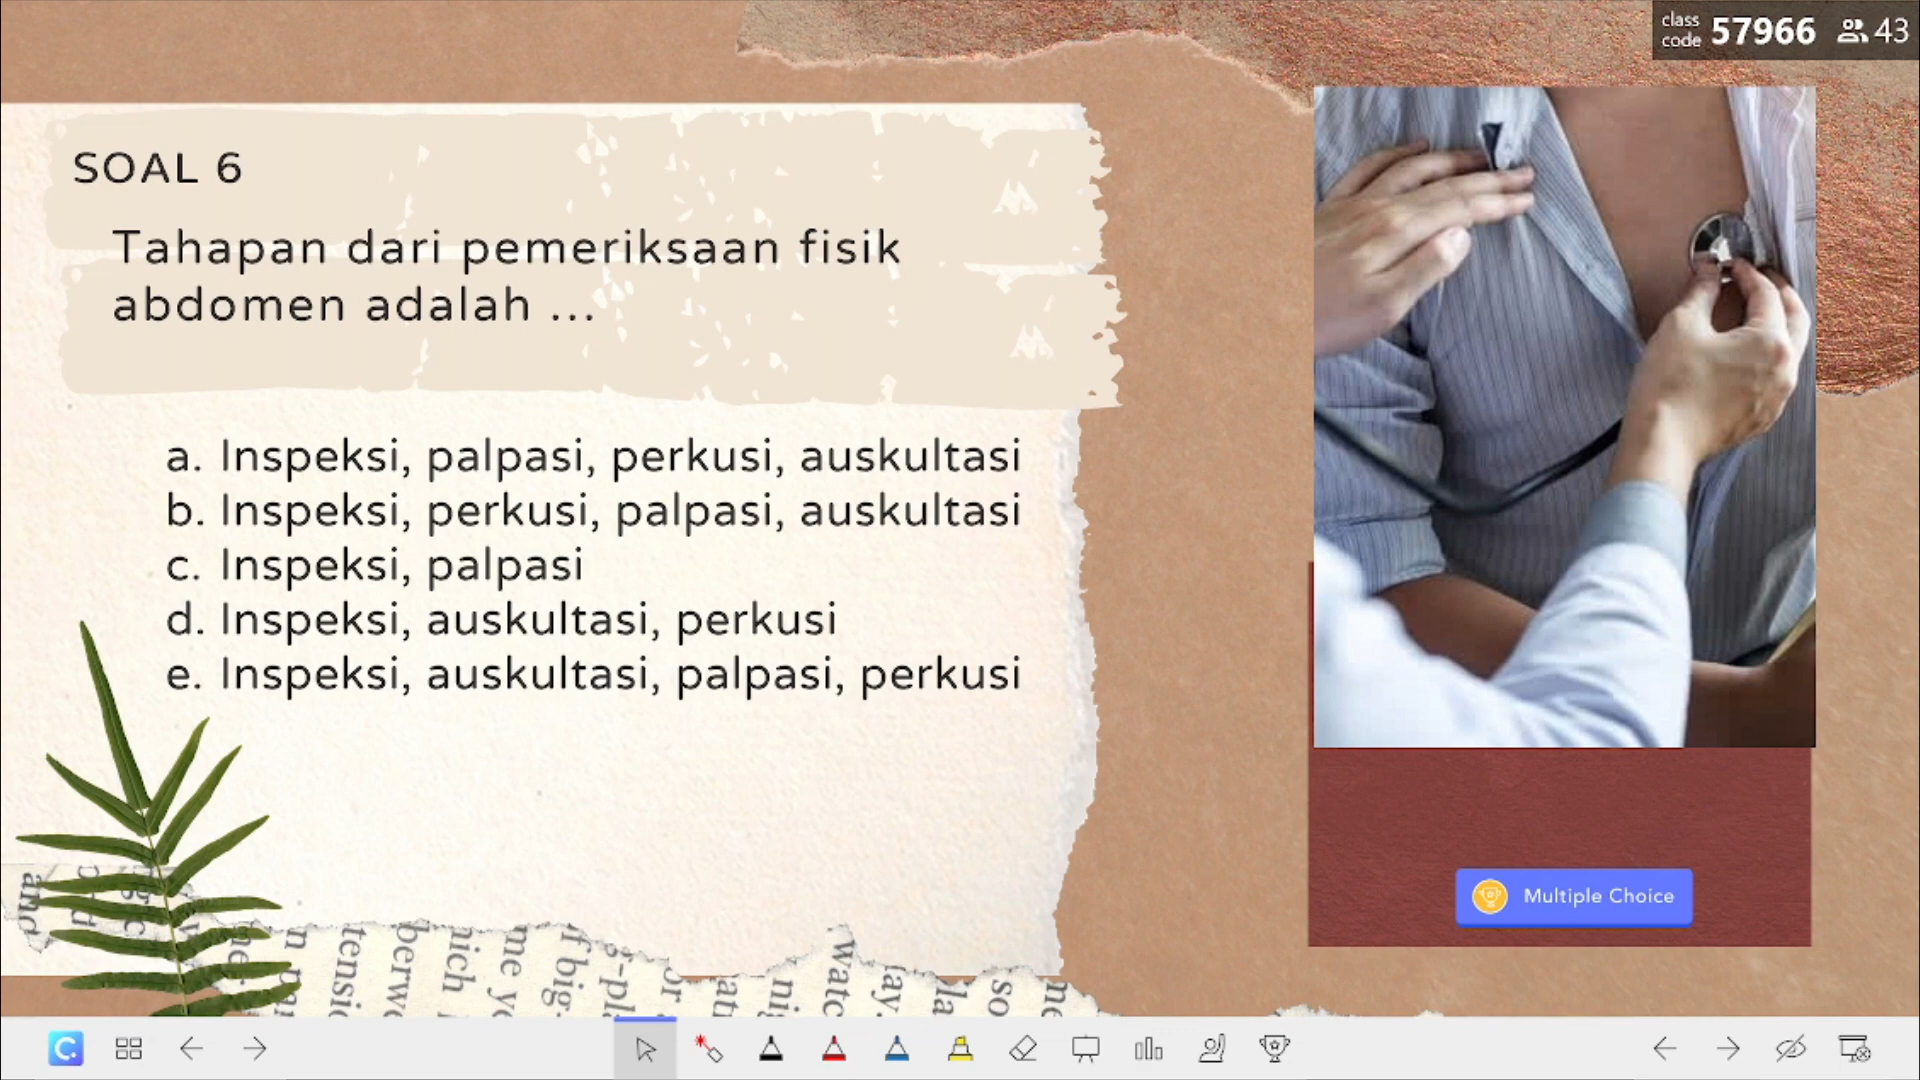 class code 57966 43
SOAL 6
Tahapan dari pemeriksaan fisik
abdomen adalah ...
a. Inspeksi, palpasi, perkusi, auskultasi
b. Inspeksi, perkusi, palpasi, auskultasi
c. Inspeksi, palpasi
d. Inspeksi, auskultasi, perkusi
e. Inspeksi, auskultasi, palpasi, perkusi
Multiple Choice